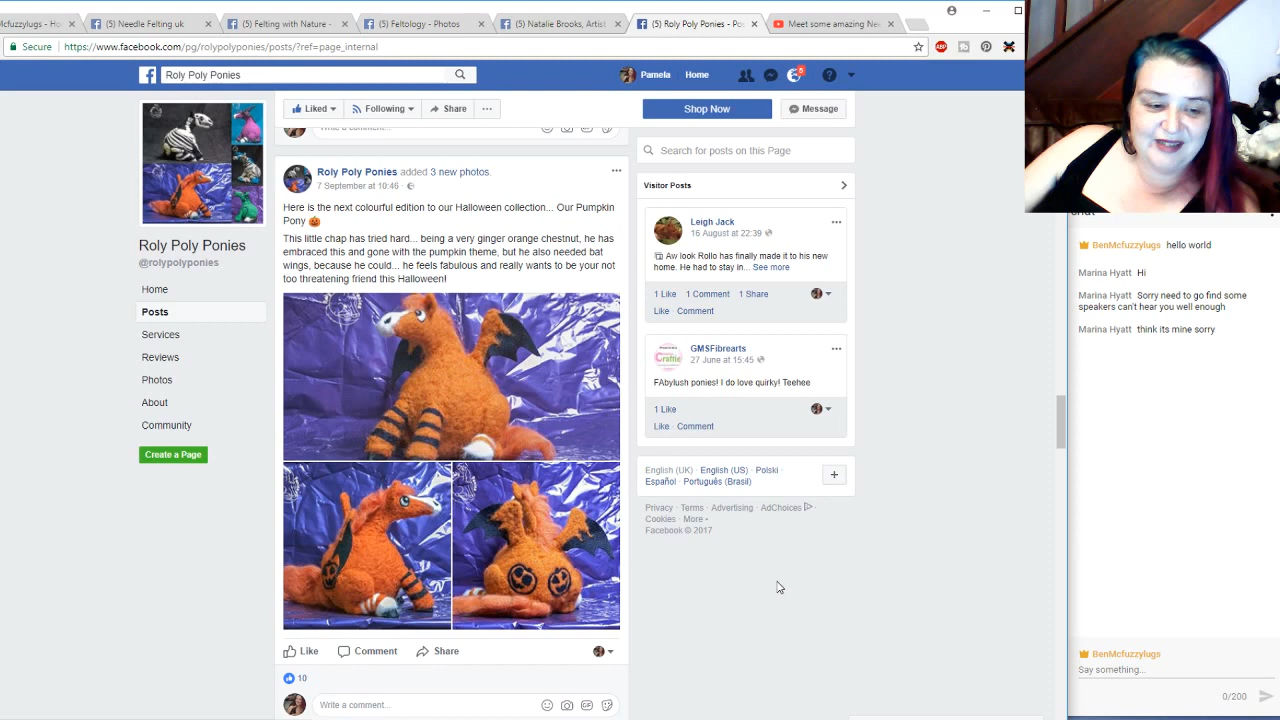 cfuzzylugs - Ho
(5) Needle Felting uk
(5) Felting with Nature -
(5) Feltology - Photos
(5) Natalie Brooks, Artist
(5) Roly Poly Ponies - Po
Meet some amazing Ne
Secure
https://www.facebook.com/pg/rolypolyponies/posts/?ref=page_internal
ABP
Roly Poly Ponies
Pamela
Home
5
Liked
Following
Share
Shop Now
Message
Write a comment...
Search for posts on this Page
Roly Poly Ponies
@rolypolyponies
Home
Posts
Services
Reviews
Photos
About
Community
Create a Page
Roly Poly Ponies added 3 new photos.
7 September at 10:46
Here is the next colourful edition to our Halloween collection... Our Pumpkin
Pony 🎃
This little chap has tried hard... being a very ginger orange chestnut, he has
embraced this and gone with the pumpkin theme, but he also needed bat
wings, because he could... he feels fabulous and really wants to be your not
too threatening friend this Halloween!
Like
Comment
Share
10
Write a comment...
GIF
Visitor Posts
Leigh Jack
16 August at 22:39
Aw look Rollo has finally made it to his new
home. He had to stay in... See more
1 Like 1 Comment 1 Share
Like · Comment
GMSFibrearts
27 June at 15:45
FAbylush ponies! I do love quirky! Teehee
1 Like
Like · Comment
English (UK) · English (US) · Polski ·
Español · Português (Brasil)
Privacy · Terms · Advertising · AdChoices ·
Cookies · More
Facebook © 2017
BenMcfuzzylugs hello world
Marina Hyatt Hi
Marina Hyatt Sorry need to go find some
speakers can't hear you well enough
Marina Hyatt think its mine sorry
BenMcfuzzylugs
Say something...
0/200